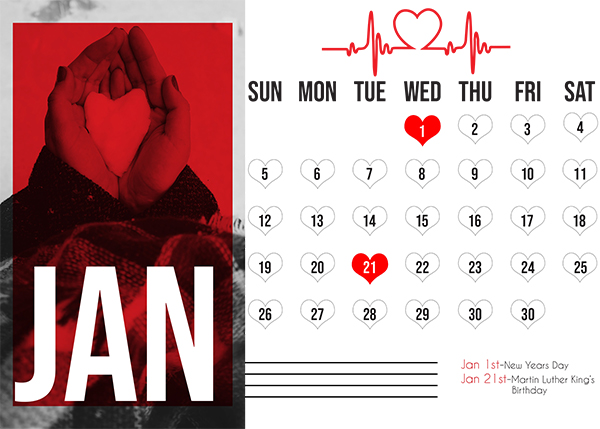 SUN MON TUE WED THU FRI SAT
1 2 3 4
5 6 7 8 9 10 11
12 13 14 15 16 17 18
19 20 21 22 23 24 25
26 27 28 29 30 30
JAN
Jan 1st-New Years Day
Jan 21st-Martin Luther King's
Birthday